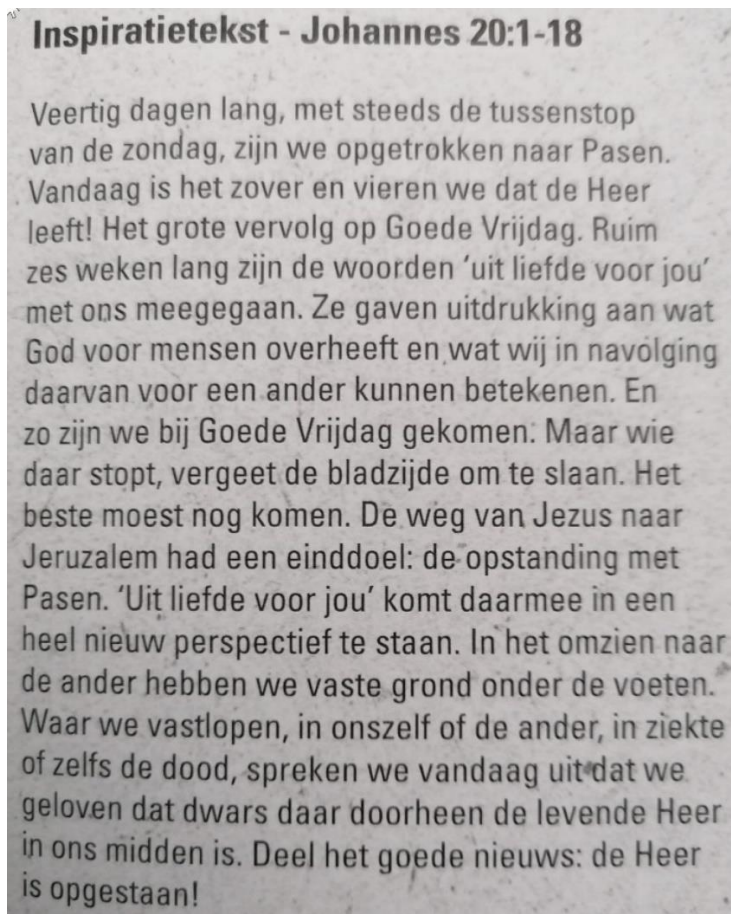 Inspiratietekst - Johannes 20:1-18
Veertig dagen lang, met steeds de tussenstop
van de zondag, zijn we opgetrokken naar Pasen.
Vandaag is het zover en vieren we dat de Heer
leeft! Het grote vervolg op Goede Vrijdag. Ruim
zes weken lang zijn de woorden 'uit liefde voor jou'
met ons meegegaan. Ze gaven uitdrukking aan wat
God voor mensen overheeft en wat wij in navolging
daarvan voor een ander kunnen betekenen. En
zo zijn we bij Goede Vrijdag gekomen. Maar wie
daar stopt, vergeet de bladzijde om te slaan. Het
beste moest nog komen. De weg van Jezus naar
Jeruzalem had een einddoel: de opstanding met
Pasen. 'Uit liefde voor jou' komt daarmee in een
heel nieuw perspectief te staan. In het omzien naar
de ander hebben we vaste grond onder de voeten.
Waar we vastlopen, in onszelf of de ander, in ziekte
of zelfs de dood, spreken we vandaag uit dat we
geloven dat dwars daar doorheen de levende Heer
in ons midden is. Deel het goede nieuws: de Heer
is opgestaan!